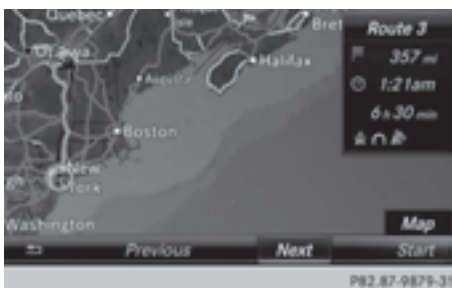 Quebec
Bret
Ottawa
Halifax
Augusta
Boston
New
York
Washington
Route 3
357 mi
1:21am
6 h 30 min
Map
Previous Next Start
P82.87-9879-31